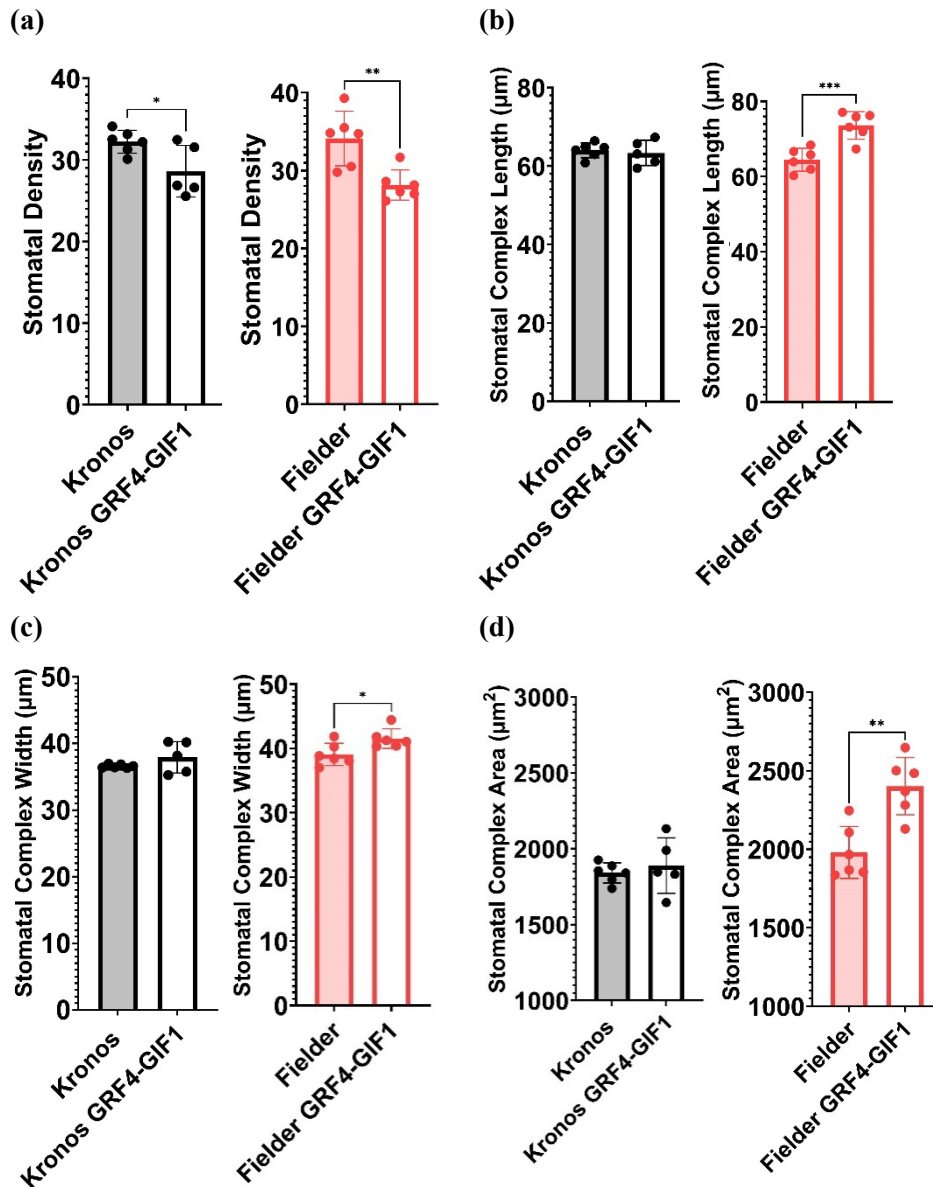 (a)
Stomatal Density
40
30
20
10
0
*
Kronos
Kronos GRF4-GIF1
Stomatal Density
40
30
20
10
0
**
Fielder
Fielder GRF4-GIF1
(b)
Stomatal Complex Length (µm)
80
60
40
20
0
Kronos
Kronos GRF4-GIF1
Stomatal Complex Length (µm)
80
60
40
20
0
***
Fielder
Fielder GRF4-GIF1
(c)
Stomatal Complex Width (µm)
50
40
30
20
10
0
Kronos
Kronos GRF4-GIF1
Stomatal Complex Width (µm)
50
40
30
20
10
0
*
Fielder
Fielder GRF4-GIF1
(d)
Stomatal Complex Area (µm²)
3000
2500
2000
1500
1000
Kronos
Kronos GRF4-GIF1
Stomatal Complex Area (µm²)
3000
2500
2000
1500
1000
**
Fielder
Fielder GRF4-GIF1